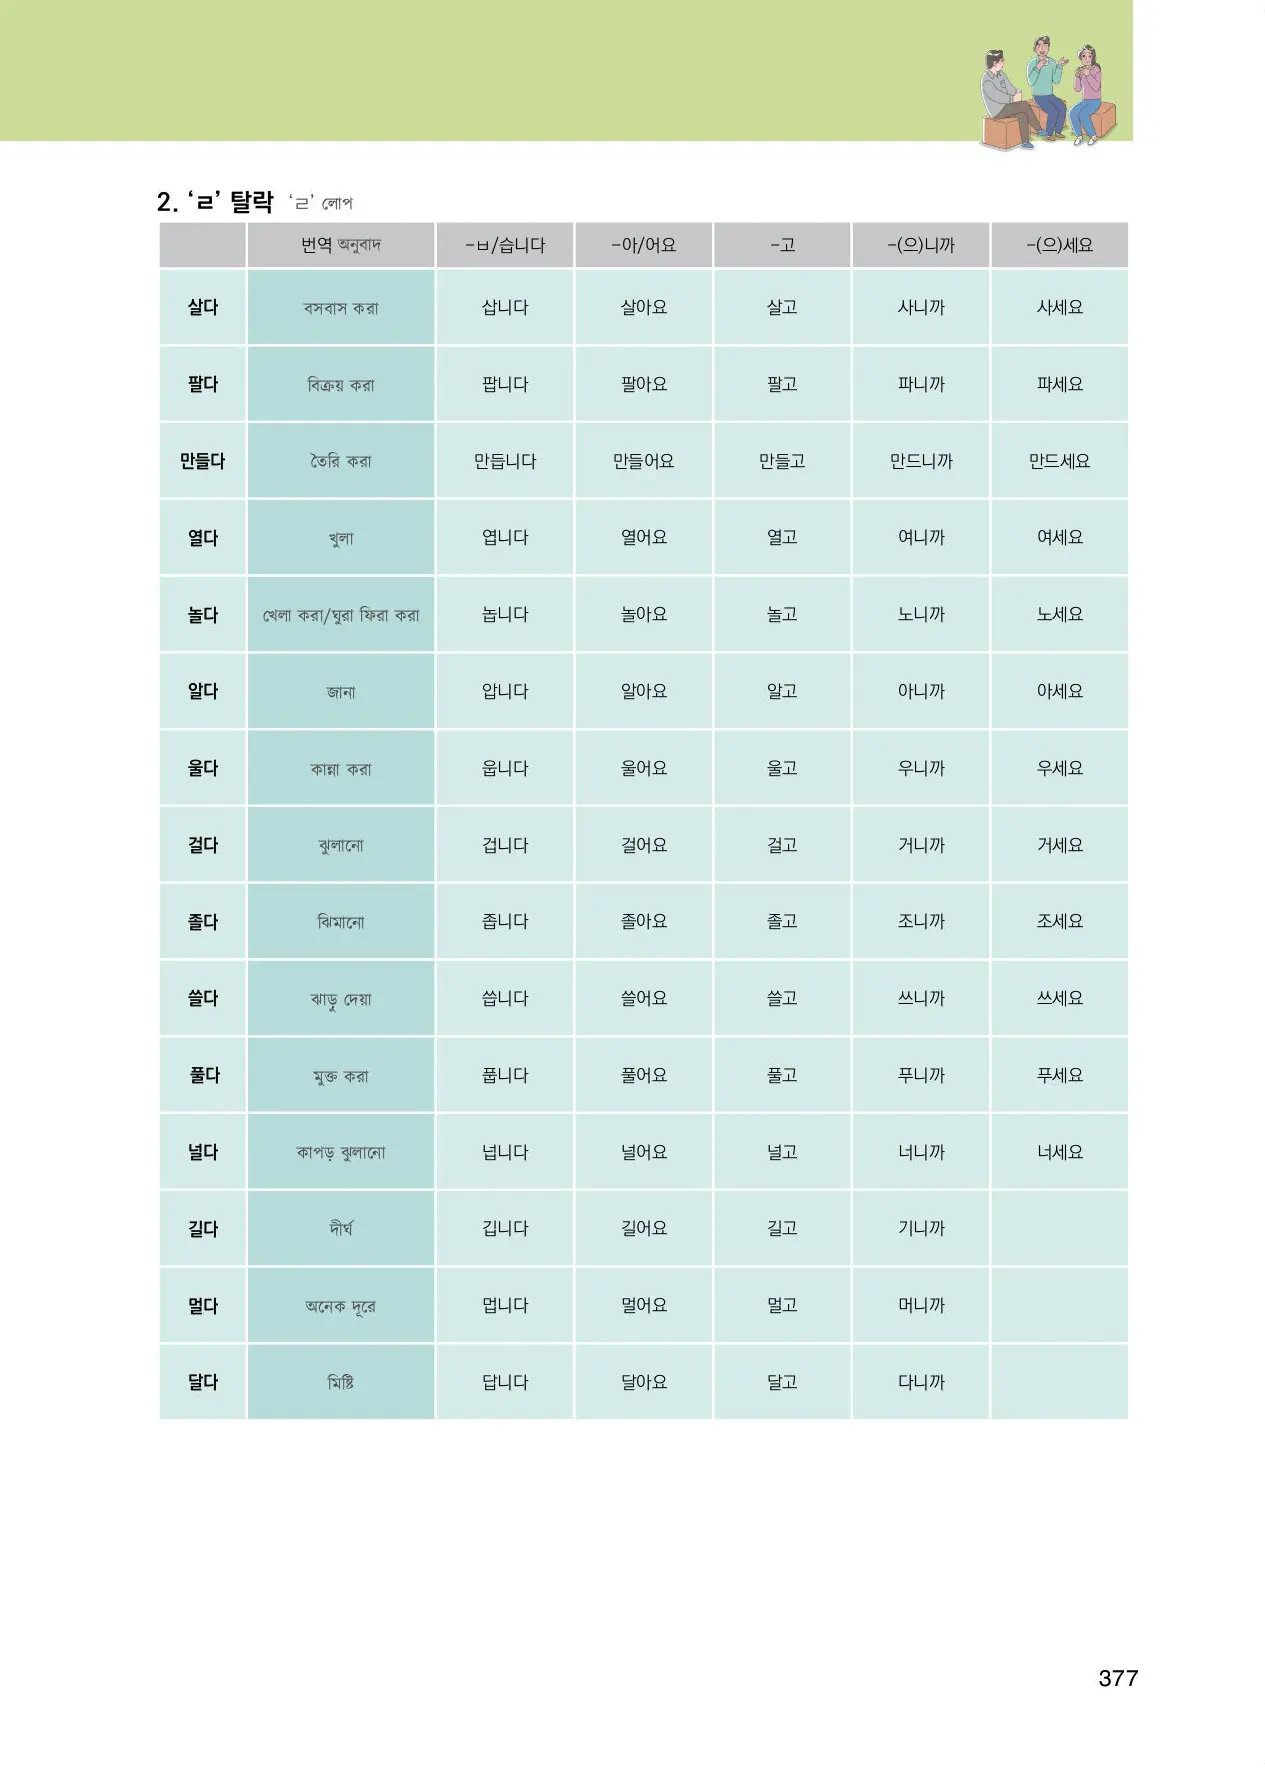 2. ‘ㄹ’ 탈락 ‘ㄹ’ লোপ
번역 অনুবাদ -ㅂ/습니다 -아/어요 -고 -(으)니까 -(으)세요
살다 বসবাস করা 삽니다 살아요 살고 사니까 사세요
팔다 বিক্রয় করা 팝니다 팔아요 팔고 파니까 파세요
만들다 তৈরি করা 만듭니다 만들어요 만들고 만드니까 만드세요
열다 খুলা 엽니다 열어요 열고 여니까 여세요
놀다 খেলা করা/ঘুরা ফিরা করা 놉니다 놀아요 놀고 노니까 노세요
알다 জানা 압니다 알아요 알고 아니까 아세요
울다 কান্না করা 웁니다 울어요 울고 우니까 우세요
걸다 ঝুলানো 겁니다 걸어요 걸고 거니까 거세요
졸다 ঝিমানো 좁니다 졸아요 졸고 조니까 조세요
쓸다 ঝাড়ু দেয়া 씁니다 쓸어요 쓸고 쓰니까 쓰세요
풀다 মুক্ত করা 풉니다 풀어요 풀고 푸니까 푸세요
널다 কাপড় ঝুলানো 넙니다 널어요 널고 너니까 너세요
길다 দীর্ঘ 깁니다 길어요 길고 기니까
멀다 অনেক দূরে 멉니다 멀어요 멀고 머니까
달다 মিষ্টি 답니다 달아요 달고 다니까
377